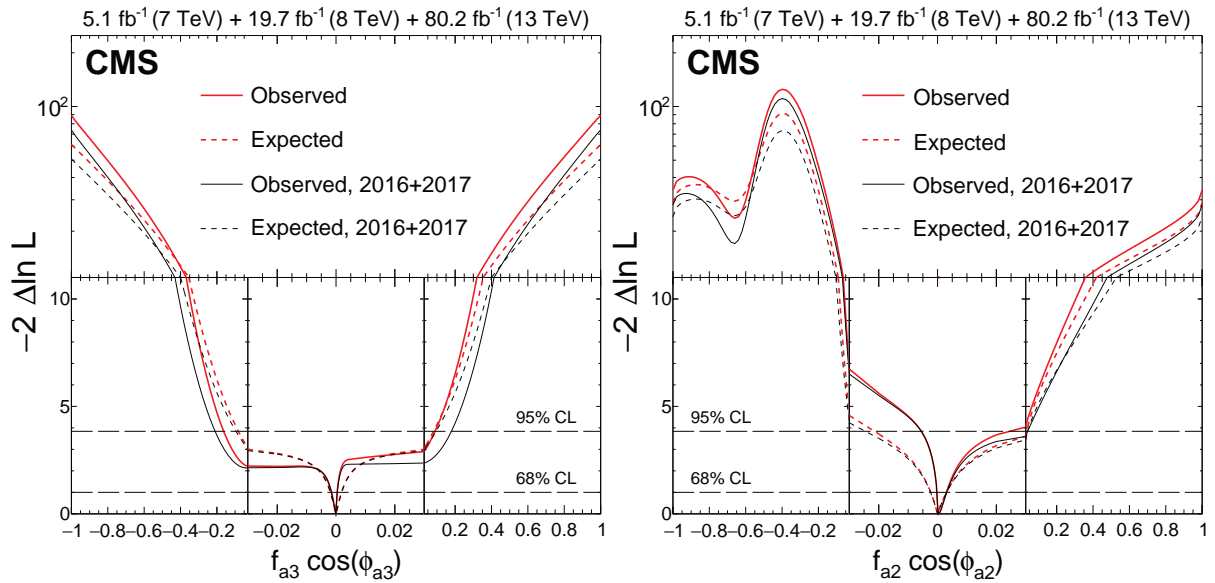 5.1 fb⁻¹ (7 TeV) + 19.7 fb⁻¹ (8 TeV) + 80.2 fb⁻¹ (13 TeV)
CMS
Observed
Expected
Observed, 2016+2017
Expected, 2016+2017
10²
10
5
0
−2 Δln L
95% CL
68% CL
−1 −0.8 −0.6 −0.4 −0.2 −0.02 0 0.02 0.2 0.4 0.6 0.8 1
f_a3 cos(ϕ_a3)
5.1 fb⁻¹ (7 TeV) + 19.7 fb⁻¹ (8 TeV) + 80.2 fb⁻¹ (13 TeV)
CMS
Observed
Expected
Observed, 2016+2017
Expected, 2016+2017
10²
10
5
0
−2 Δln L
95% CL
68% CL
−1 −0.8 −0.6 −0.4 −0.2 −0.02 0 0.02 0.2 0.4 0.6 0.8 1
f_a2 cos(ϕ_a2)